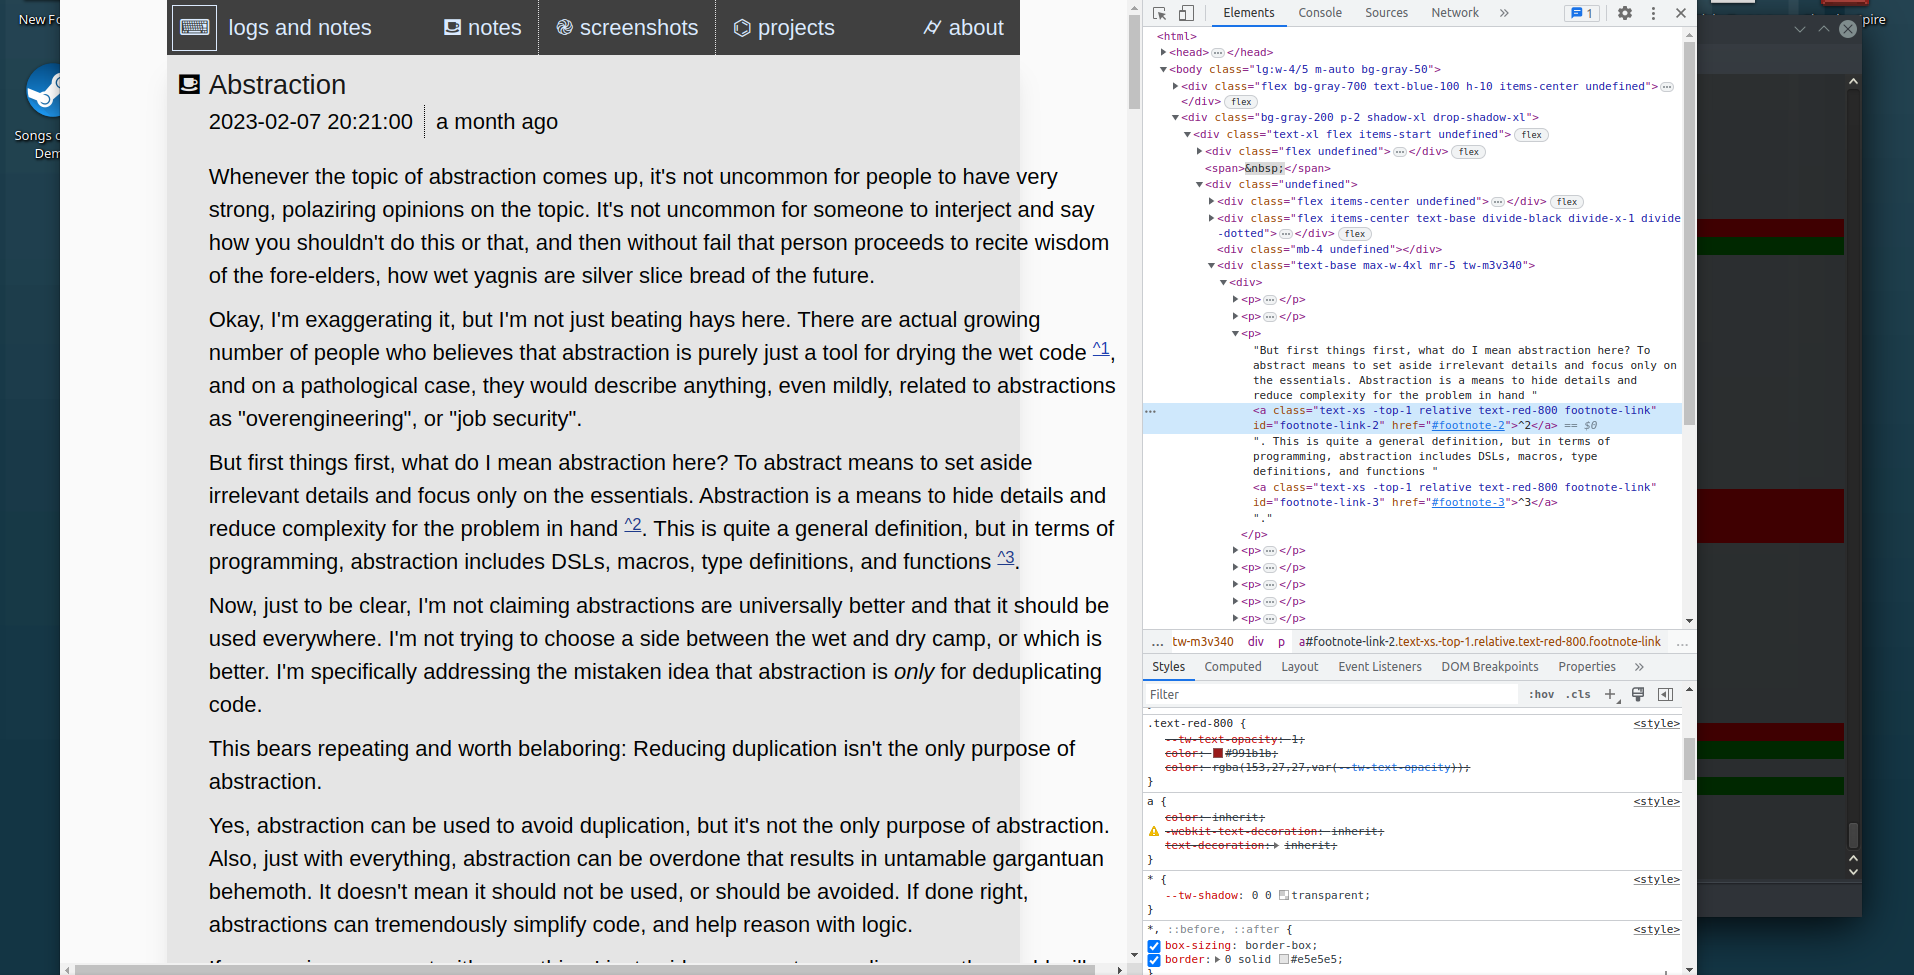 New Fo
Songs o
Dem
logs and notes
notes
screenshots
projects
about
Abstraction
2023-02-07 20:21:00 a month ago
Whenever the topic of abstraction comes up, it's not uncommon for people to have very
strong, polaziring opinions on the topic. It's not uncommon for someone to interject and say
how you shouldn't do this or that, and then without fail that person proceeds to recite wisdom
of the fore-elders, how wet yagnis are silver slice bread of the future.
Okay, I'm exaggerating it, but I'm not just beating hays here. There are actual growing
number of people who believes that abstraction is purely just a tool for drying the wet code ^1,
and on a pathological case, they would describe anything, even mildly, related to abstractions
as "overengineering", or "job security".
But first things first, what do I mean abstraction here? To abstract means to set aside
irrelevant details and focus only on the essentials. Abstraction is a means to hide details and
reduce complexity for the problem in hand ^2. This is quite a general definition, but in terms of
programming, abstraction includes DSLs, macros, type definitions, and functions ^3.
Now, just to be clear, I'm not claiming abstractions are universally better and that it should be
used everywhere. I'm not trying to choose a side between the wet and dry camp, or which is
better. I'm specifically addressing the mistaken idea that abstraction is only for deduplicating
code.
This bears repeating and worth belaboring: Reducing duplication isn't the only purpose of
abstraction.
Yes, abstraction can be used to avoid duplication, but it's not the only purpose of abstraction.
Also, just with everything, abstraction can be overdone that results in untamable gargantuan
behemoth. It doesn't mean it should not be used, or should be avoided. If done right,
abstractions can tremendously simplify code, and help reason with logic.
Elements Console Sources Network » 1
<html>
<head>…</head>
<body class="lg:w-4/5 m-auto bg-gray-50">
<div class="flex bg-gray-700 text-blue-100 h-10 items-center undefined">…
</div> flex
<div class="bg-gray-200 p-2 shadow-xl drop-shadow-xl">
<div class="text-xl flex items-start undefined"> flex
<div class="flex undefined">…</div> flex
<span>&nbsp;</span>
<div class="undefined">
<div class="flex items-center undefined">…</div> flex
<div class="flex items-center text-base divide-black divide-x-1 divide
-dotted">…</div> flex
<div class="mb-4 undefined"></div>
<div class="text-base max-w-4xl mr-5 tw-m3v340">
<div>
<p>…</p>
<p>…</p>
<p>
"But first things first, what do I mean abstraction here? To
abstract means to set aside irrelevant details and focus only on
the essentials. Abstraction is a means to hide details and
reduce complexity for the problem in hand "
<a class="text-xs -top-1 relative text-red-800 footnote-link"
id="footnote-link-2" href="#footnote-2">^2</a> == $0
". This is quite a general definition, but in terms of
programming, abstraction includes DSLs, macros, type
definitions, and functions "
<a class="text-xs -top-1 relative text-red-800 footnote-link"
id="footnote-link-3" href="#footnote-3">^3</a>
"."
</p>
<p>…</p>
<p>…</p>
<p>…</p>
<p>…</p>
<p>…</p>
... tw-m3v340 div p a#footnote-link-2.text-xs.-top-1.relative.text-red-800.footnote-link ...
Styles Computed Layout Event Listeners DOM Breakpoints Properties »
Filter :hov .cls +
.text-red-800 { <style>
--tw-text-opacity: 1;
color: #991b1b;
color: rgba(153,27,27,var(--tw-text-opacity));
}
a { <style>
color: inherit;
-webkit-text-decoration: inherit;
text-decoration: inherit;
}
* { <style>
--tw-shadow: 0 0 transparent;
}
*, ::before, ::after { <style>
box-sizing: border-box;
border: 0 solid #e5e5e5;
}
pire